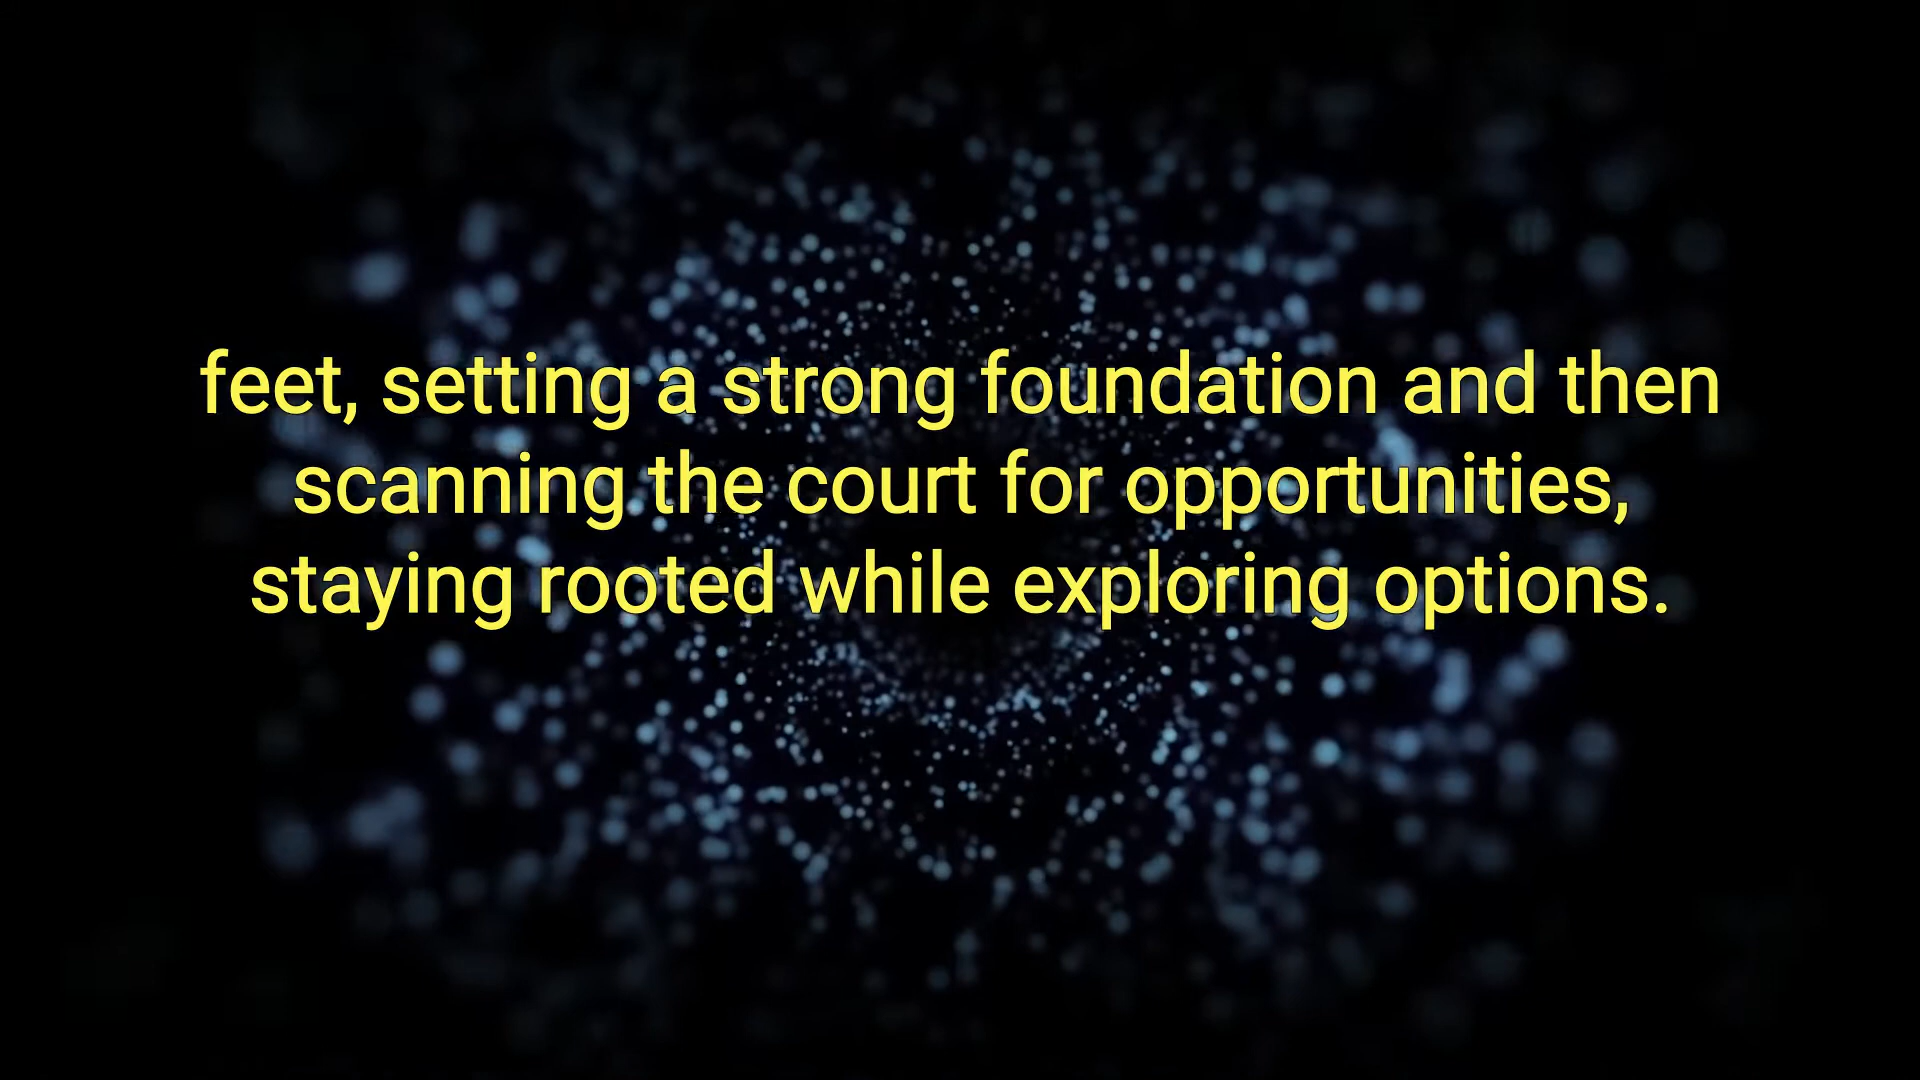 feet, setting a strong foundation and then
scanning the court for opportunities,
staying rooted while exploring options.